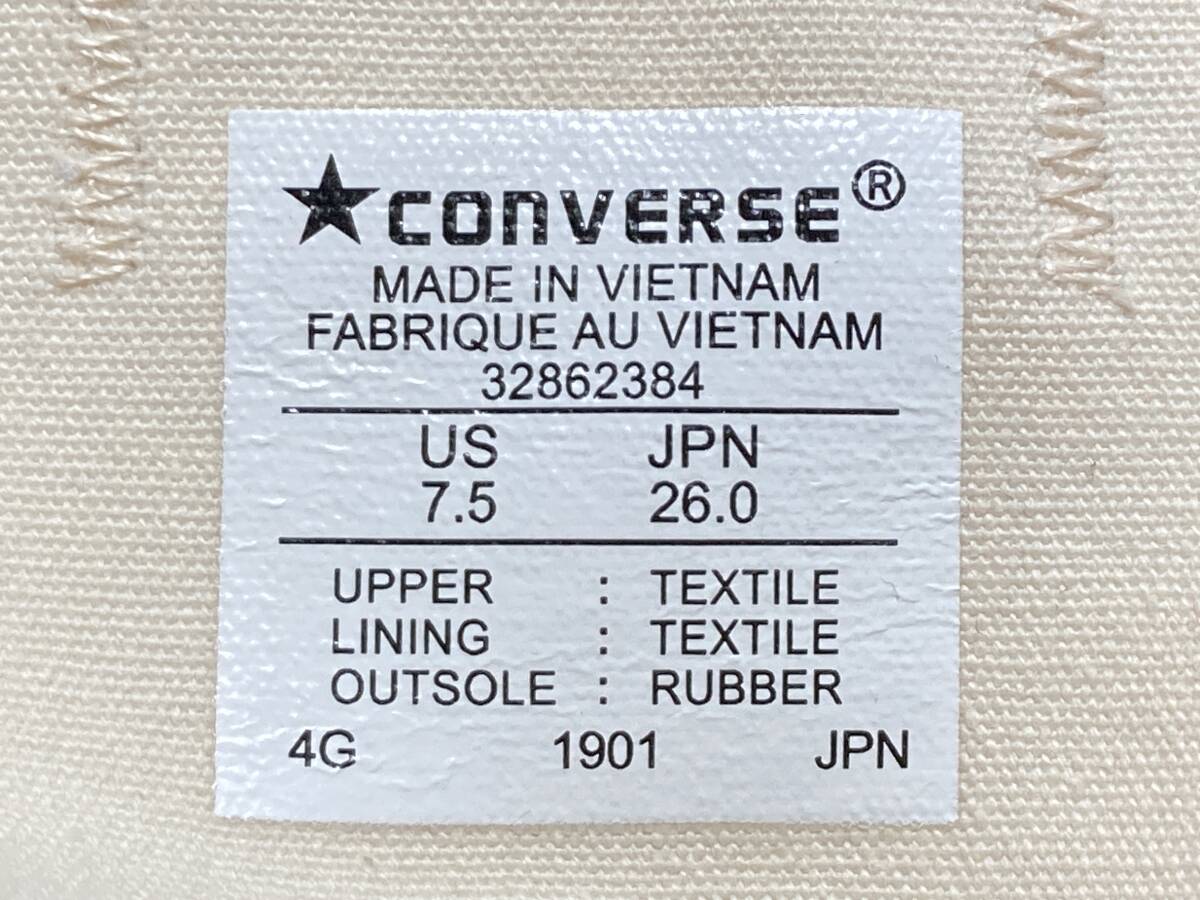 ★CONVERSE®
MADE IN VIETNAM
FABRIQUE AU VIETNAM
32862384
US JPN
7.5 26.0
UPPER : TEXTILE
LINING : TEXTILE
OUTSOLE : RUBBER
4G 1901 JPN